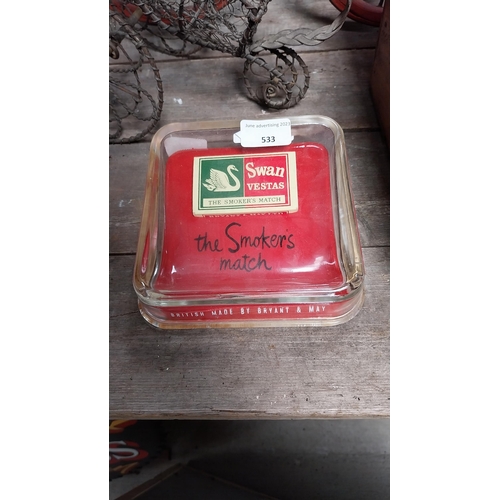 533
Swan
VESTAS
THE SMOKER'S MATCH
the Smoker's
match
BRITISH MADE BY BRYANT & MAY